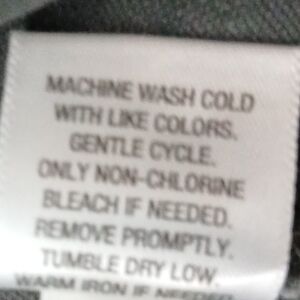 MACHINE WASH COLD
WITH LIKE COLORS.
GENTLE CYCLE.
ONLY NON-CHLORINE
BLEACH IF NEEDED.
REMOVE PROMPTLY.
TUMBLE DRY LOW.
WARM IRON IF NEEDED